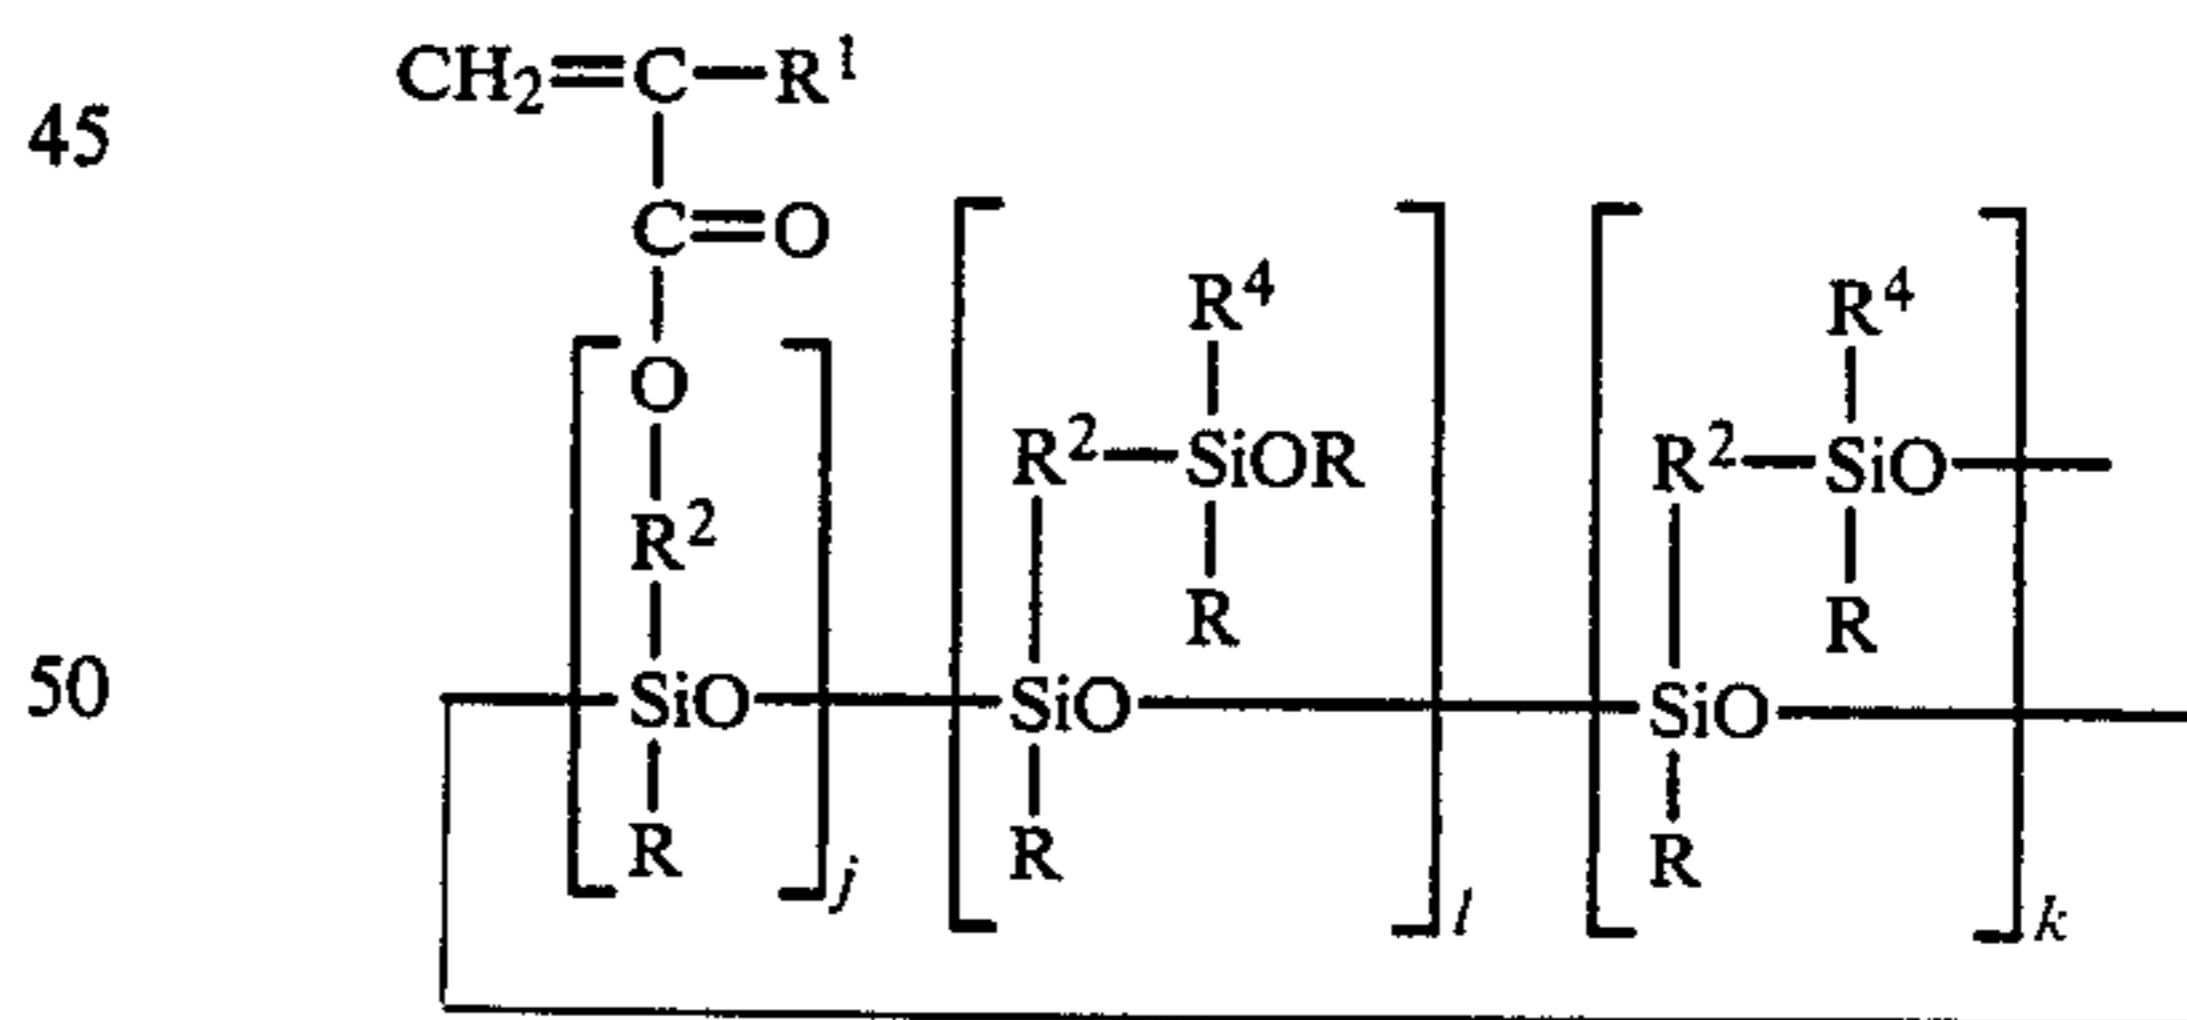 CH2=C—R1
45
C=O
R4 R4
O
R2—SiOR R2—SiO—
R2
R R
50 —SiO— SiO— SiO—
R R R
j l k